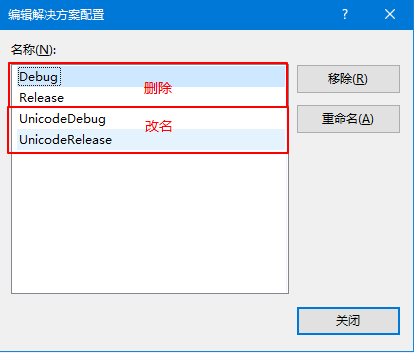 编辑解决方案配置
名称(N):
Debug
Release
UnicodeDebug
UnicodeRelease
删除
改名
移除(R)
重命名(A)
关闭